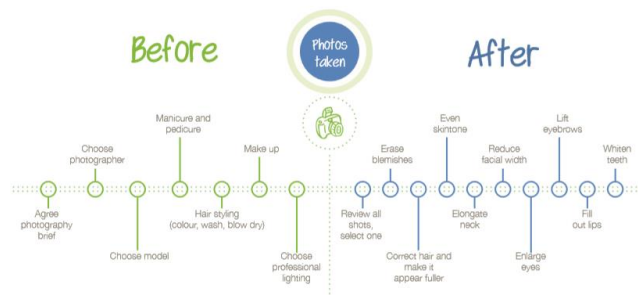 Before
Photos
taken
After
Manicure and
pedicure
Choose
photographer
Make up
Agree
photography
brief
Hair styling
(colour, wash, blow dry)
Choose model
Choose
professional
lighting
Even
skintone
Lift
eyebrows
Erase
blemishes
Reduce
facial width
Whiten
teeth
Review all
shots,
select one
Elongate
neck
Fill
out lips
Correct hair and
make it
appear fuller
Enlarge
eyes